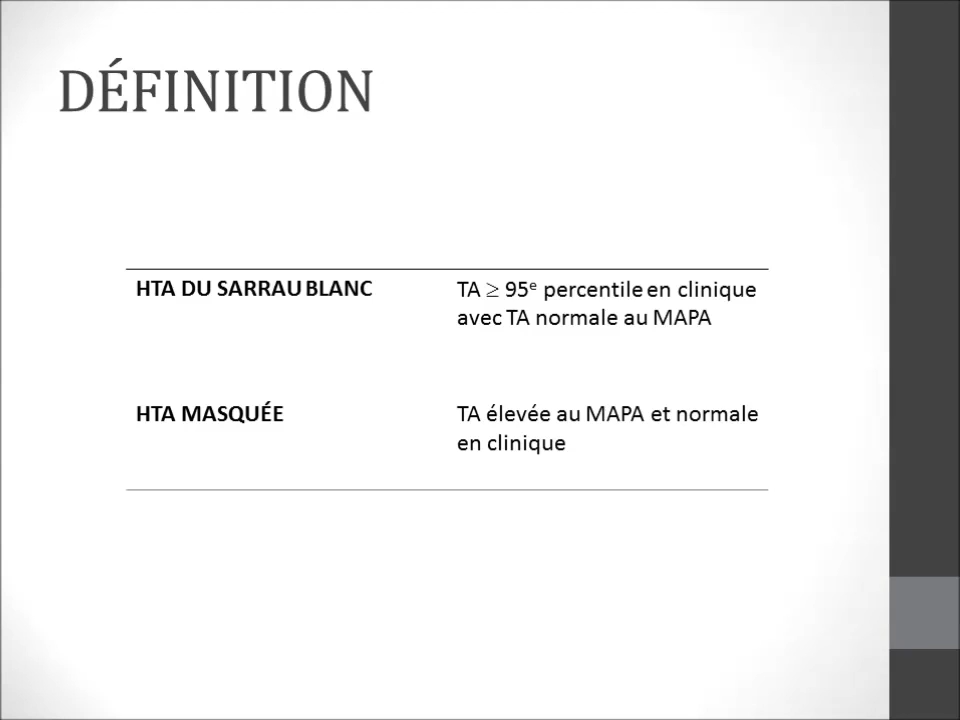 DÉFINITION
HTA DU SARRAU BLANC
TA ≥ 95e percentile en clinique
avec TA normale au MAPA
HTA MASQUÉE
TA élevée au MAPA et normale
en clinique